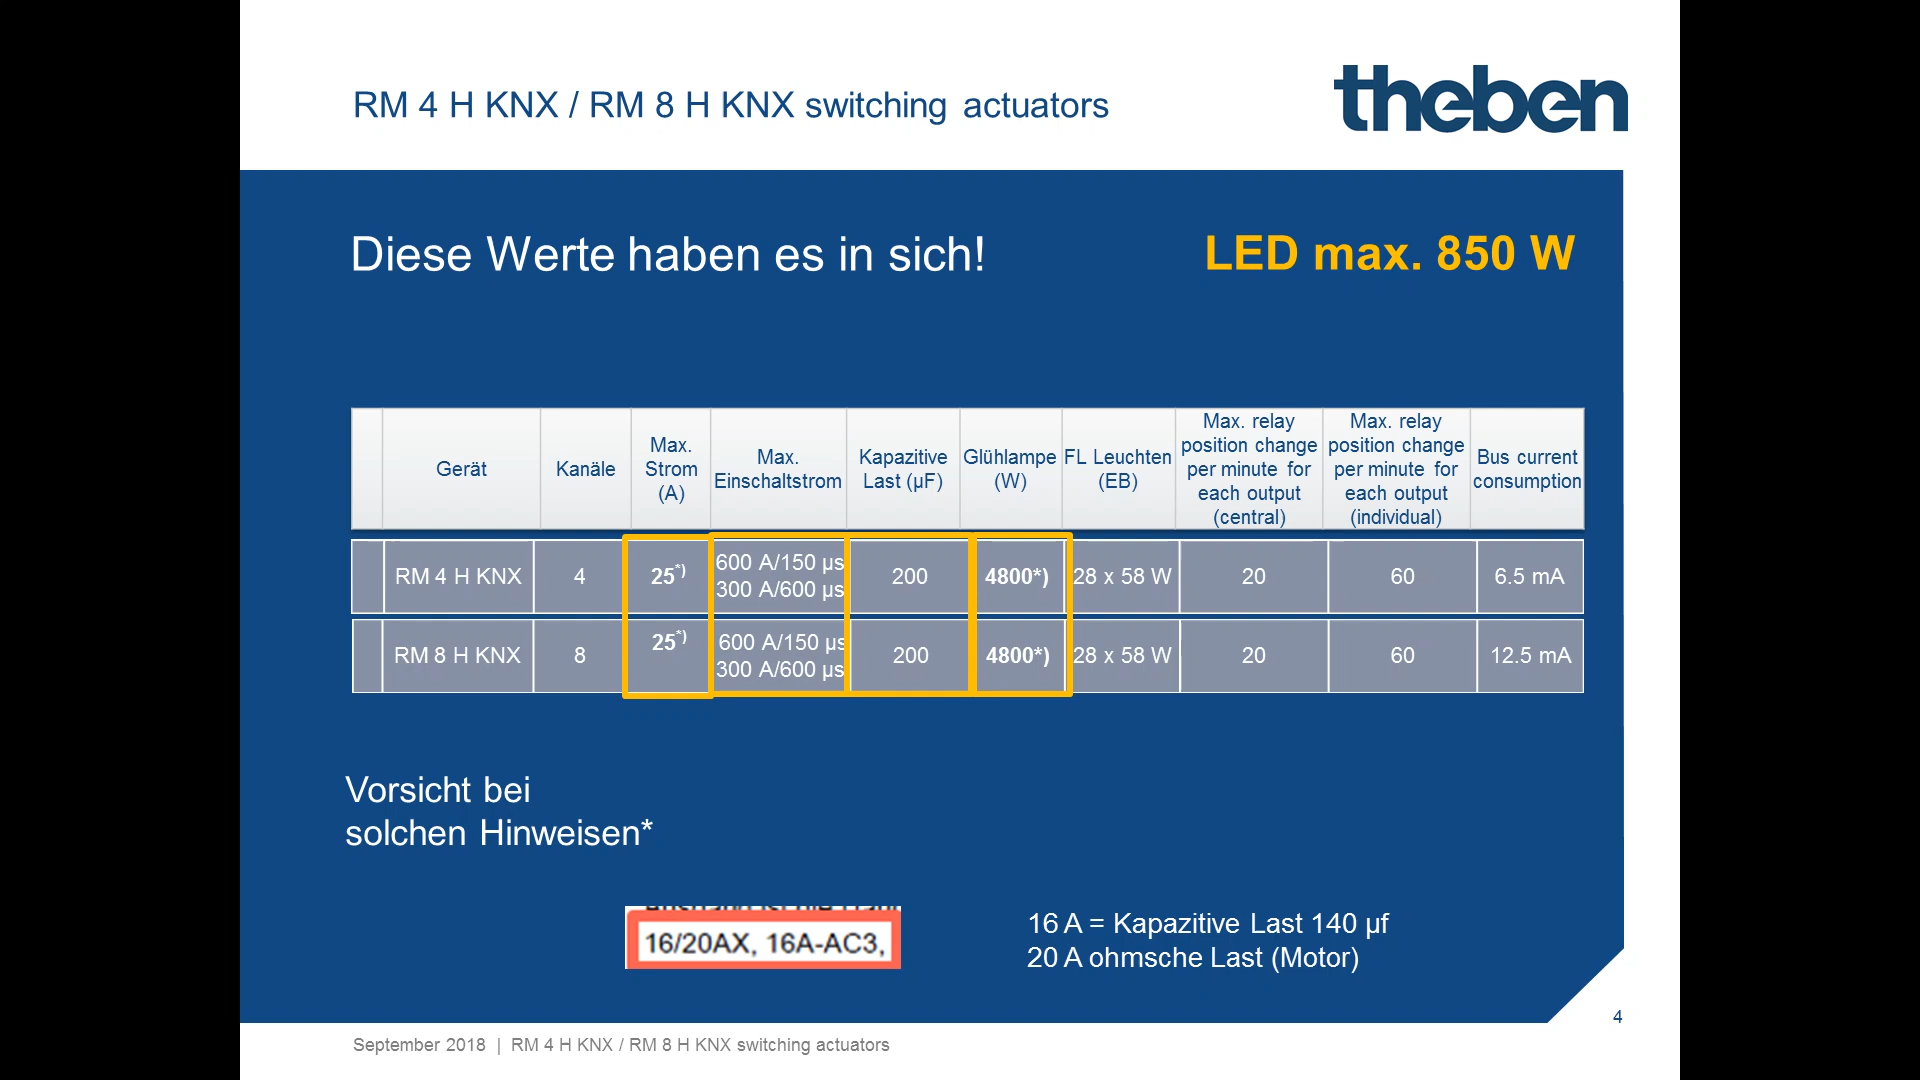 RM 4 H KNX / RM 8 H KNX switching actuators
theben
Diese Werte haben es in sich!
LED max. 850 W
Gerät
Kanäle
Max.
Strom
(A)
Max.
Einschaltstrom
Kapazitive
Last (µF)
Glühlampe
(W)
FL Leuchten
(EB)
Max. relay
position change
per minute for
each output
(central)
Max. relay
position change
per minute for
each output
(individual)
Bus current
consumption
RM 4 H KNX
4
25*)
600 A/150 µs
300 A/600 µs
200
4800*)
28 x 58 W
20
60
6.5 mA
RM 8 H KNX
8
25*)
600 A/150 µs
300 A/600 µs
200
4800*)
28 x 58 W
20
60
12.5 mA
Vorsicht bei
solchen Hinweisen*
16/20AX, 16A-AC3,
16 A = Kapazitive Last 140 µf
20 A ohmsche Last (Motor)
4
September 2018 | RM 4 H KNX / RM 8 H KNX switching actuators